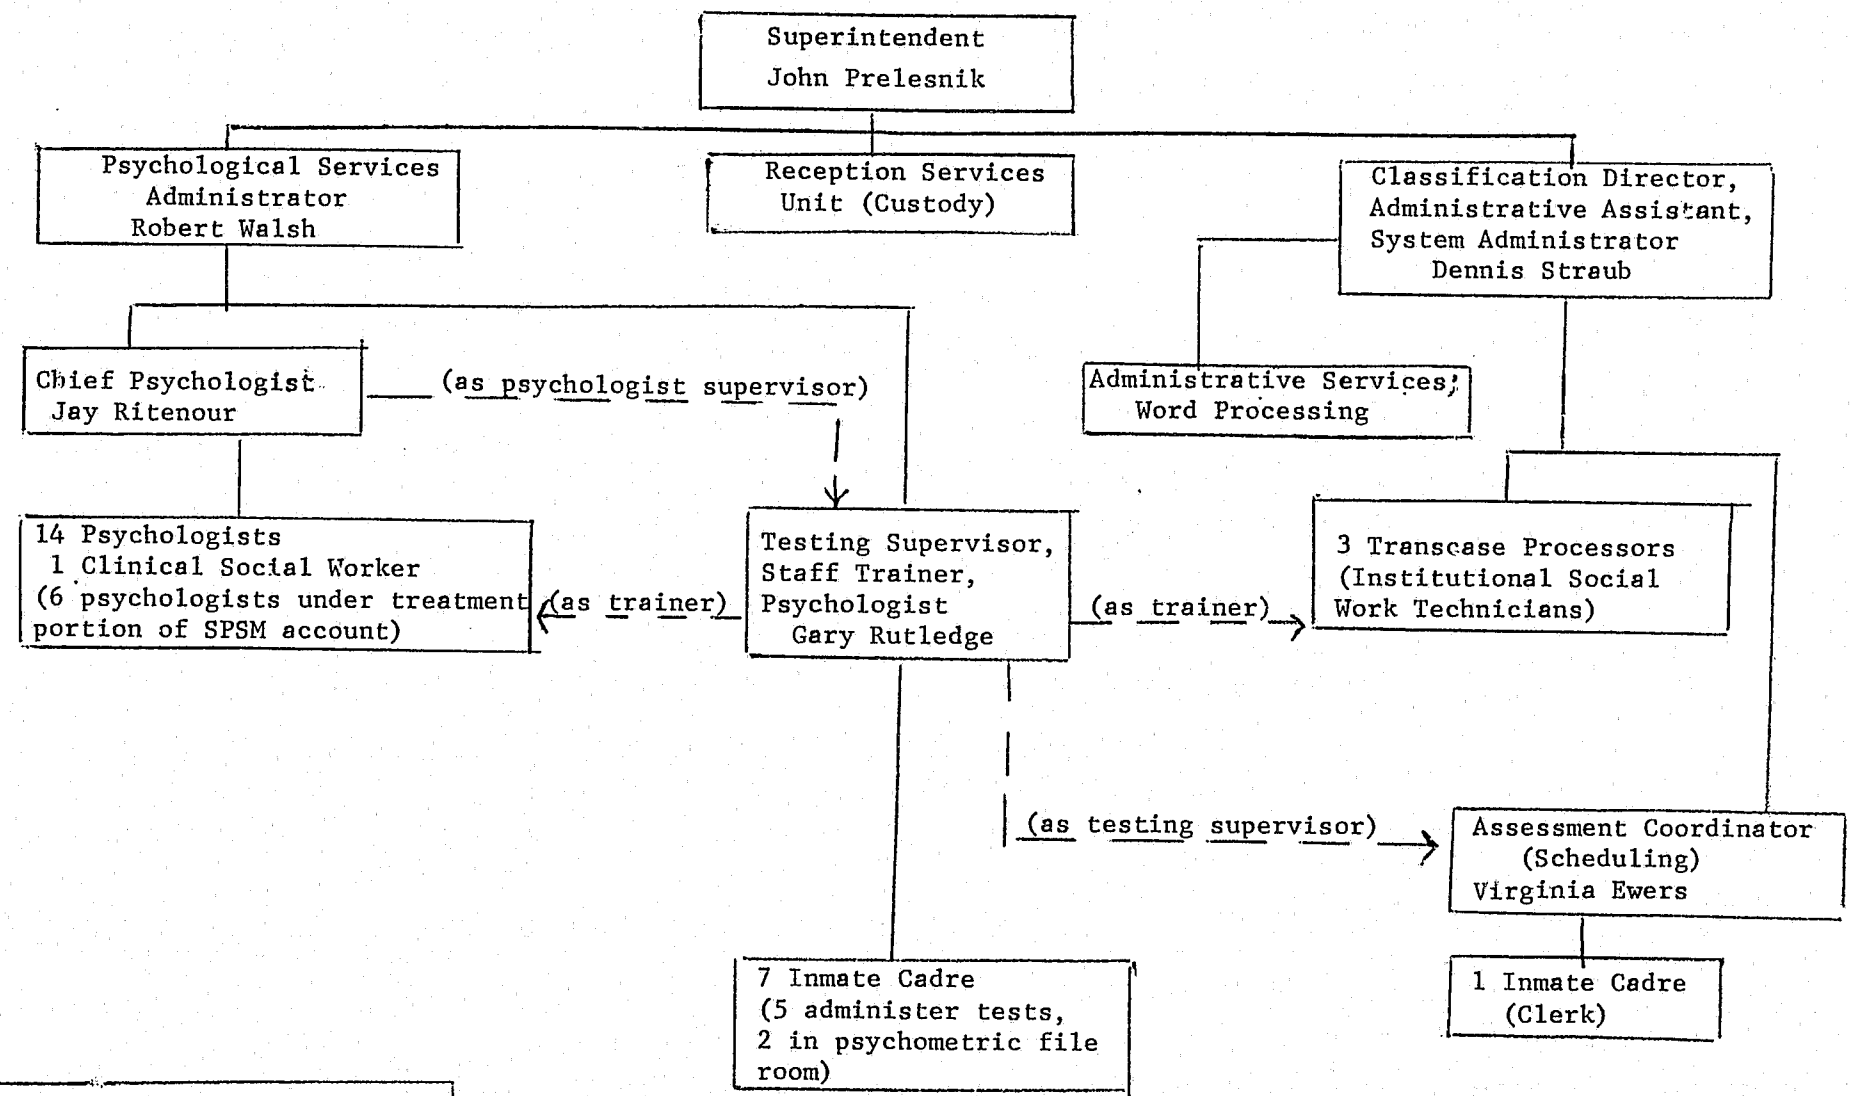 Superintendent
John Prelesnik
Psychological Services
Administrator
Robert Walsh
Reception Services
Unit (Custody)
Classification Director,
Administrative Assistant,
System Administrator
Dennis Straub
Chief Psychologist
Jay Ritenour
(as psychologist supervisor)
Administrative Services;
Word Processing
14 Psychologists
1 Clinical Social Worker
(6 psychologists under treatment
portion of SPSM account)
(as trainer)
Testing Supervisor,
Staff Trainer,
Psychologist
Gary Rutledge
(as trainer)
3 Transcase Processors
(Institutional Social
Work Technicians)
(as testing supervisor)
Assessment Coordinator
(Scheduling)
Virginia Ewers
7 Inmate Cadre
(5 administer tests,
2 in psychometric file
room)
1 Inmate Cadre
(Clerk)